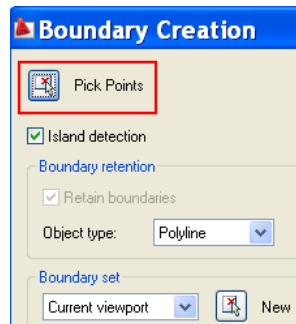 Boundary Creation
Pick Points
Island detection
Boundary retention
Retain boundaries
Object type: Polyline
Boundary set
Current viewport New